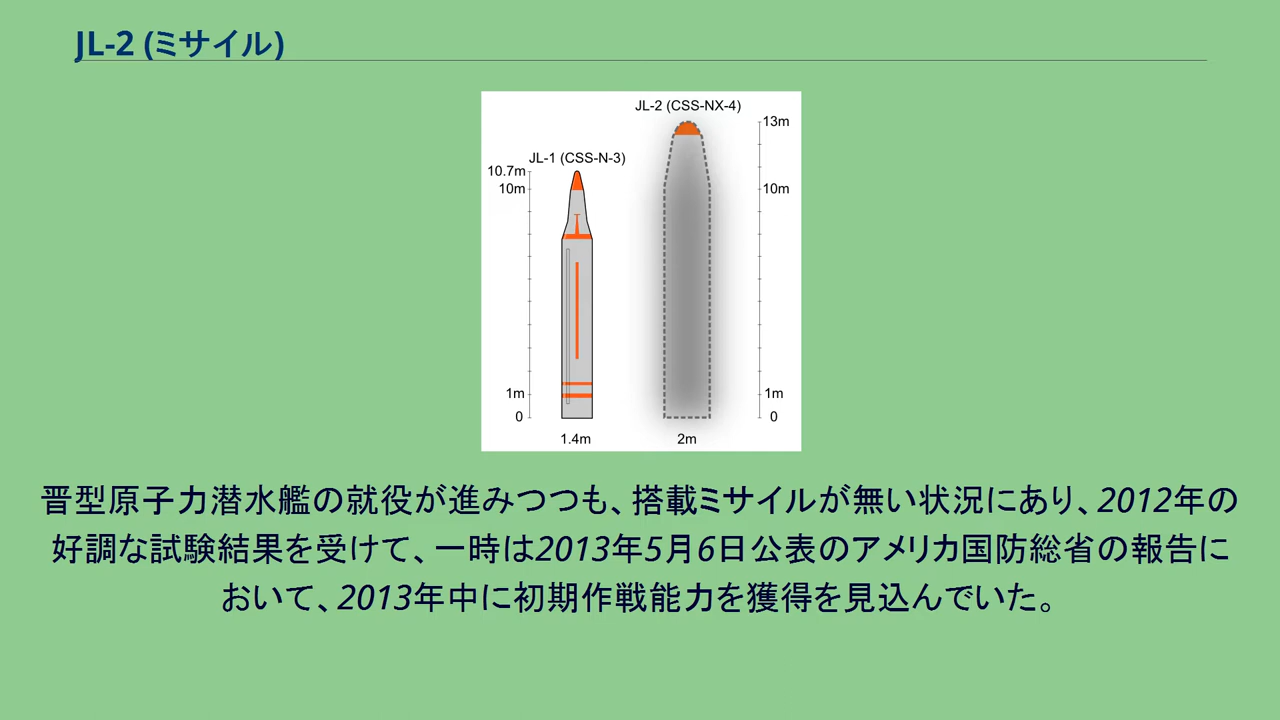 JL-2 (ミサイル)
JL-2 (CSS-NX-4)
13m
JL-1 (CSS-N-3)
10.7m
10m
10m
1m
1m
0
0
1.4m
2m
晋型原子力潜水艦の就役が進みつつも、搭載ミサイルが無い状況にあり、2012年の
好調な試験結果を受けて、一時は2013年5月6日公表のアメリカ国防総省の報告に
おいて、2013年中に初期作戦能力を獲得を見込んでいた。